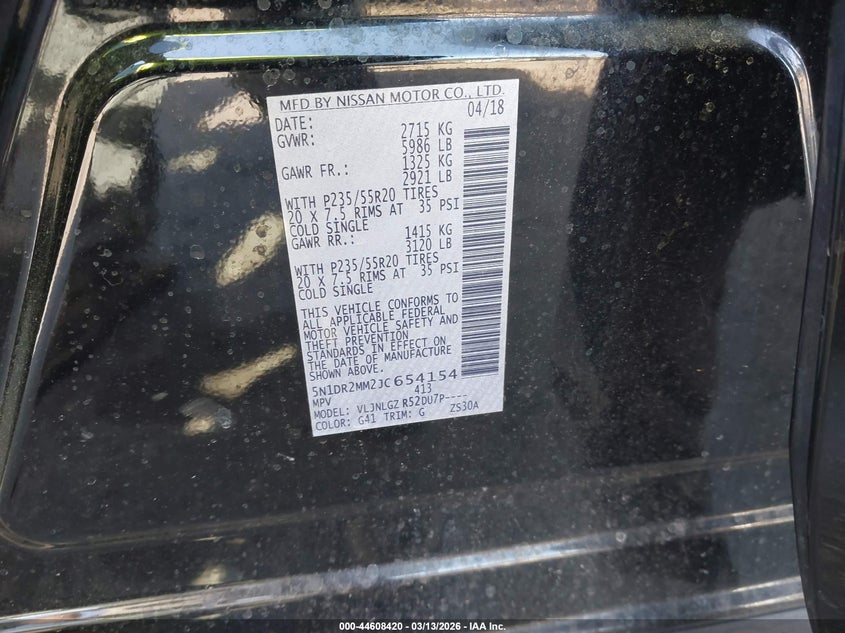 MFD BY NISSAN MOTOR CO., LTD.
DATE: 04/18
GVWR: 2715 KG
5986 LB
GAWR FR.: 1325 KG
2921 LB
WITH P235/55R20 TIRES
20 X 7.5 RIMS AT 35 PSI
COLD SINGLE
GAWR RR.: 1415 KG
3120 LB
WITH P235/55R20 TIRES
20 X 7.5 RIMS AT 35 PSI
COLD SINGLE
THIS VEHICLE CONFORMS TO
ALL APPLICABLE FEDERAL
MOTOR VEHICLE SAFETY AND
THEFT PREVENTION
STANDARDS IN EFFECT ON
THE DATE OF MANUFACTURE
SHOWN ABOVE.
5N1DR2MM2JC654154
MPV 413
MODEL: VLJNLGZ R52DU7P----
COLOR: G41 TRIM: G ZS30A
000-44608420 • 03/13/2026 • IAA Inc.